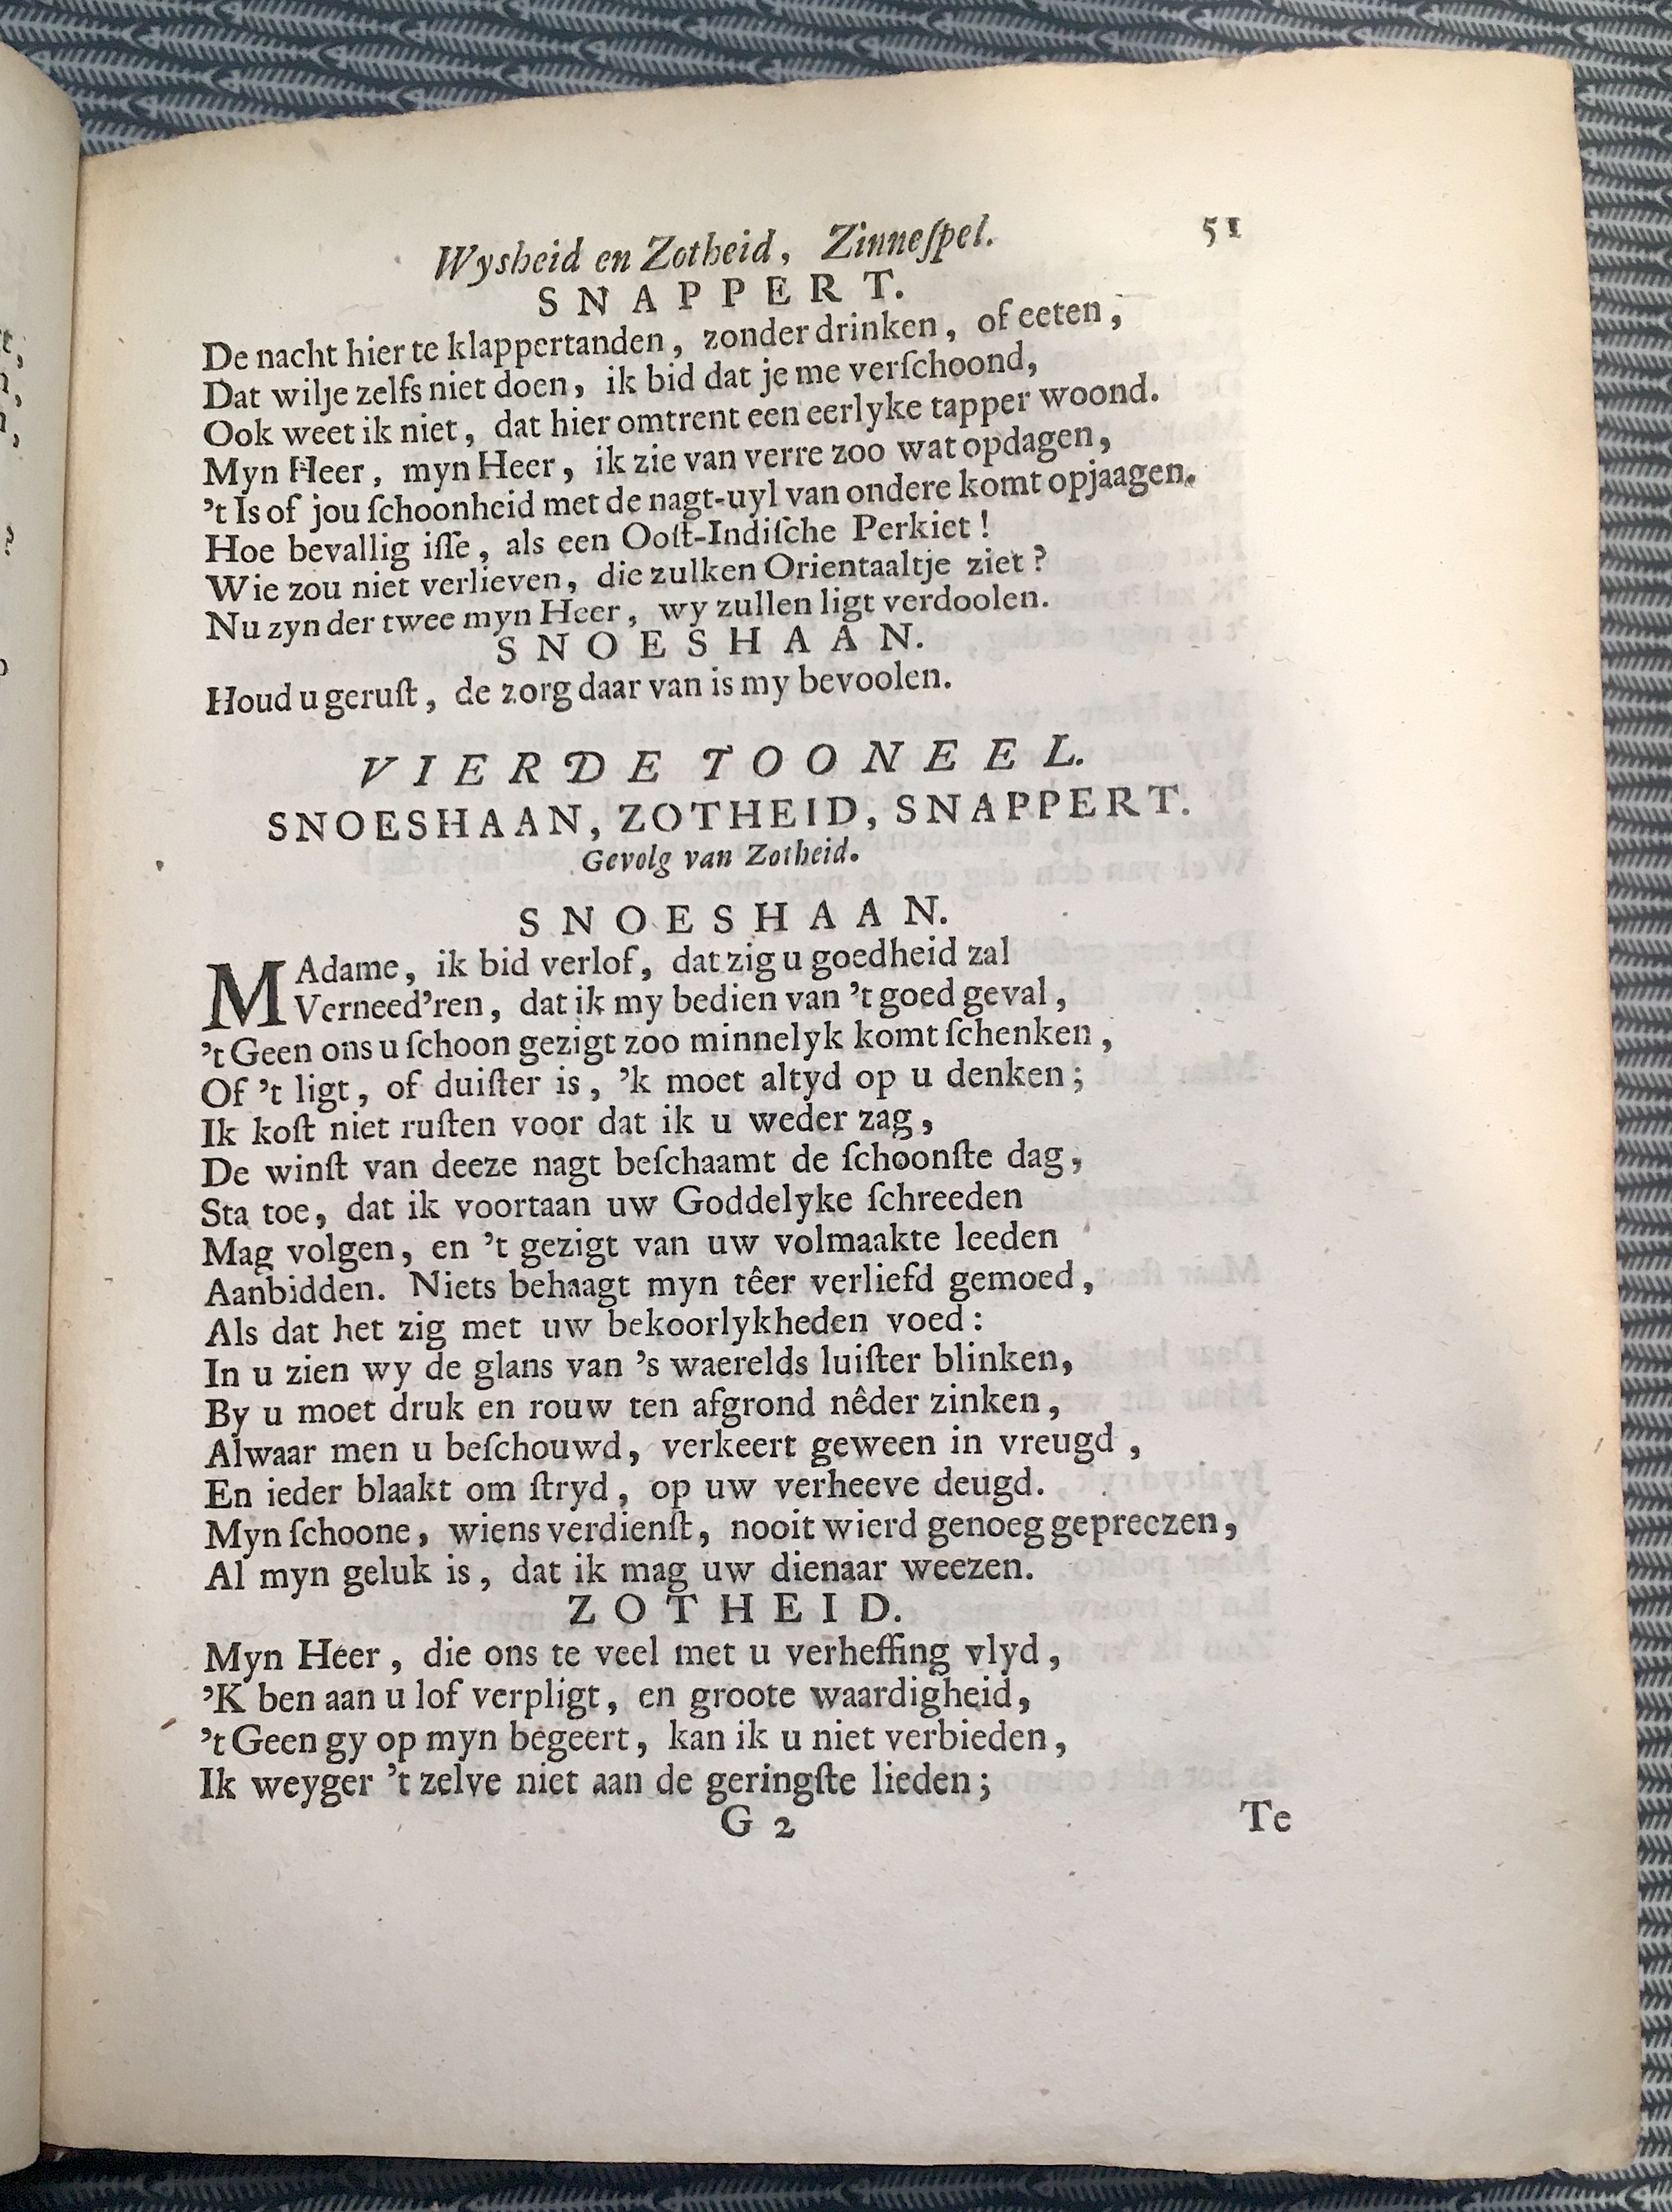 Wysheid en Zotheid, Zinneſpel. 51
SNAPPERT.
De nacht hier te klappertanden, zonder drinken, of eeten,
Dat wilje zelfs niet doen, ik bid dat je me verſchoond,
Ook weet ik niet, dat hier omtrent een eerlyke tapper woond.
Myn Heer, myn Heer, ik zie van verre zoo wat opdagen,
't Is of jou ſchoonheid met de nagt-uyl van ondere komt opjaagen.
Hoe bevallig iſſe, als een Ooſt-Indiſche Perkiet!
Wie zou niet verlieven, die zulken Orientaaltje ziet?
Nu zyn der twee myn Heer, wy zullen ligt verdoolen.
SNOESHAAN.
Houd u geruſt, de zorg daar van is my bevoolen.
VIERDE TOONEEL.
SNOESHAAN, ZOTHEID, SNAPPERT.
Gevolg van Zotheid.
SNOESHAAN.
MAdame, ik bid verlof, dat zig u goedheid zal
Verneed'ren, dat ik my bedien van 't goed geval,
't Geen ons u ſchoon gezigt zoo minnelyk komt ſchenken,
Of 't ligt, of duiſter is, 'k moet altyd op u denken;
Ik koſt niet ruſten voor dat ik u weder zag,
De winſt van deeze nagt beſchaamt de ſchoonſte dag,
Sta toe, dat ik voortaan uw Goddelyke ſchreeden
Mag volgen, en 't gezigt van uw volmaakte leeden
Aanbidden. Niets behaagt myn têer verliefd gemoed,
Als dat het zig met uw bekoorlykheden voed:
In u zien wy de glans van 's waerelds luiſter blinken,
By u moet druk en rouw ten afgrond nêder zinken,
Alwaar men u beſchouwd, verkeert geween in vreugd,
En ieder blaakt om ſtryd, op uw verheeve deugd.
Myn ſchoone, wiens verdienſt, nooit wierd genoeg gepreezen,
Al myn geluk is, dat ik mag uw dienaar weezen.
ZOTHEID.
Myn Heer, die ons te veel met u verheffing vlyd,
'K ben aan u lof verpligt, en groote waardigheid,
't Geen gy op myn begeert, kan ik u niet verbieden,
Ik weyger 't zelve niet aan de geringſte lieden;
G 2 Te